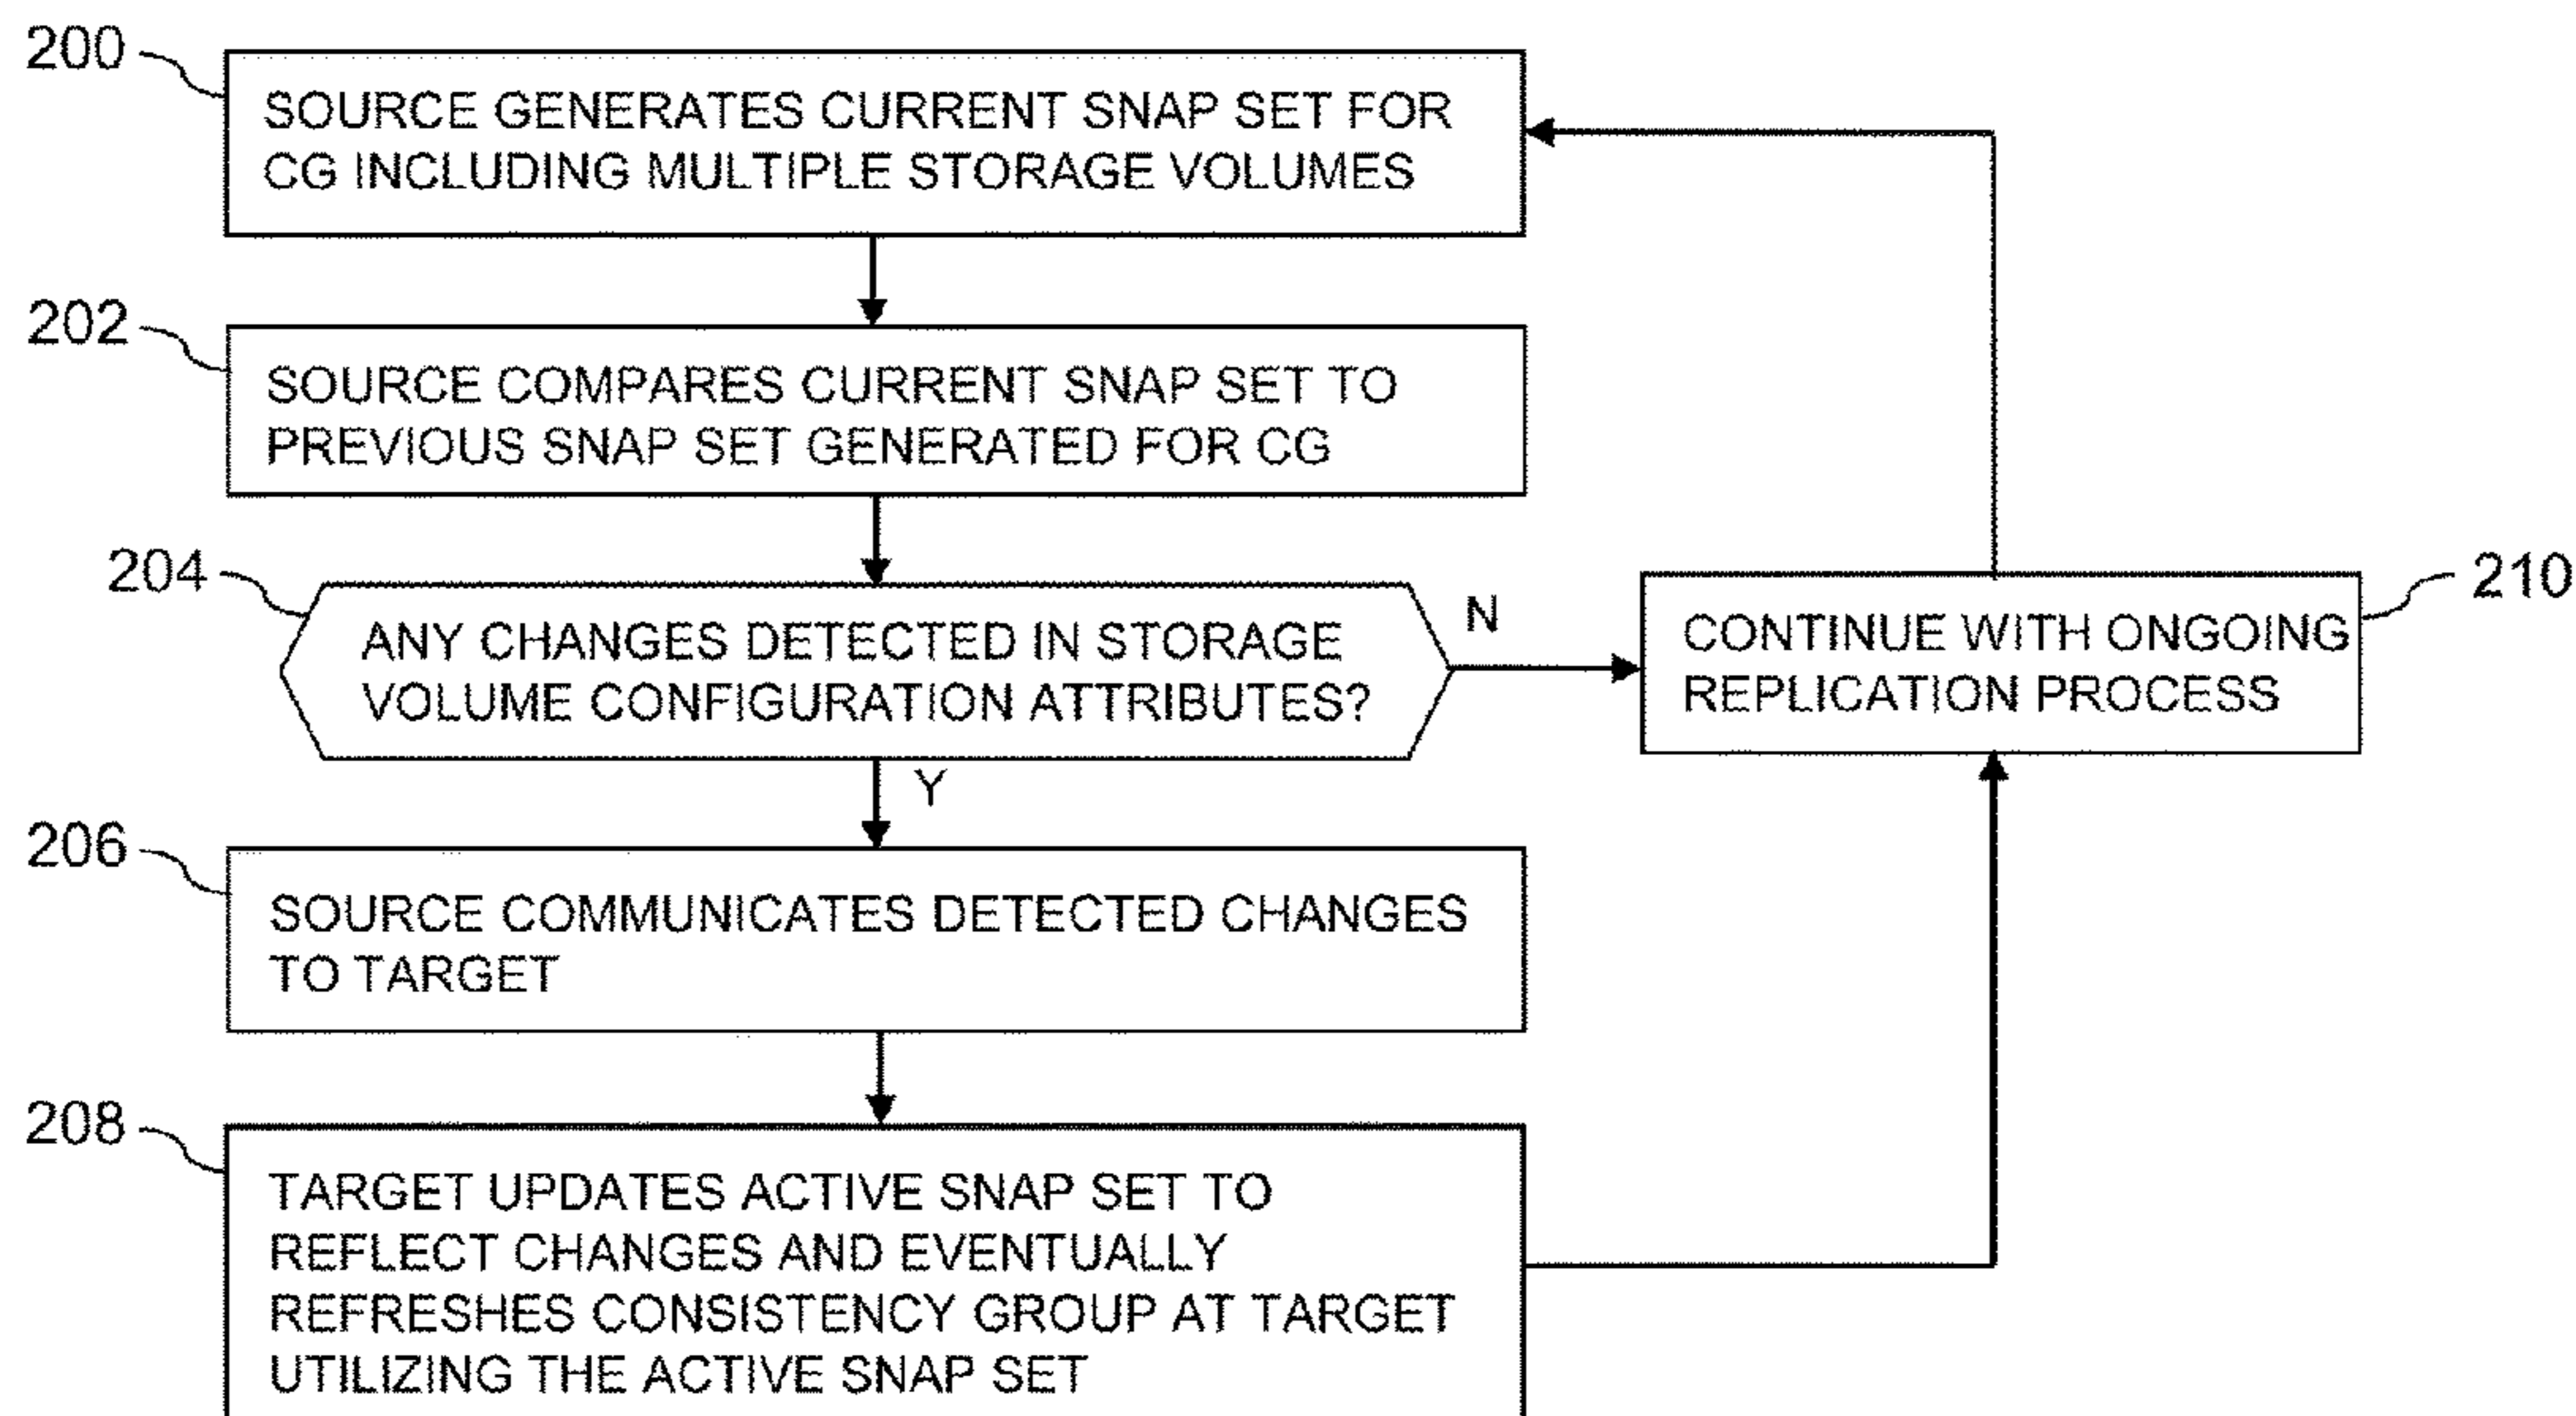 200
SOURCE GENERATES CURRENT SNAP SET FOR
CG INCLUDING MULTIPLE STORAGE VOLUMES
202
SOURCE COMPARES CURRENT SNAP SET TO
PREVIOUS SNAP SET GENERATED FOR CG
204
ANY CHANGES DETECTED IN STORAGE
VOLUME CONFIGURATION ATTRIBUTES?
N
CONTINUE WITH ONGOING
REPLICATION PROCESS
210
Y
206
SOURCE COMMUNICATES DETECTED CHANGES
TO TARGET
208
TARGET UPDATES ACTIVE SNAP SET TO
REFLECT CHANGES AND EVENTUALLY
REFRESHES CONSISTENCY GROUP AT TARGET
UTILIZING THE ACTIVE SNAP SET